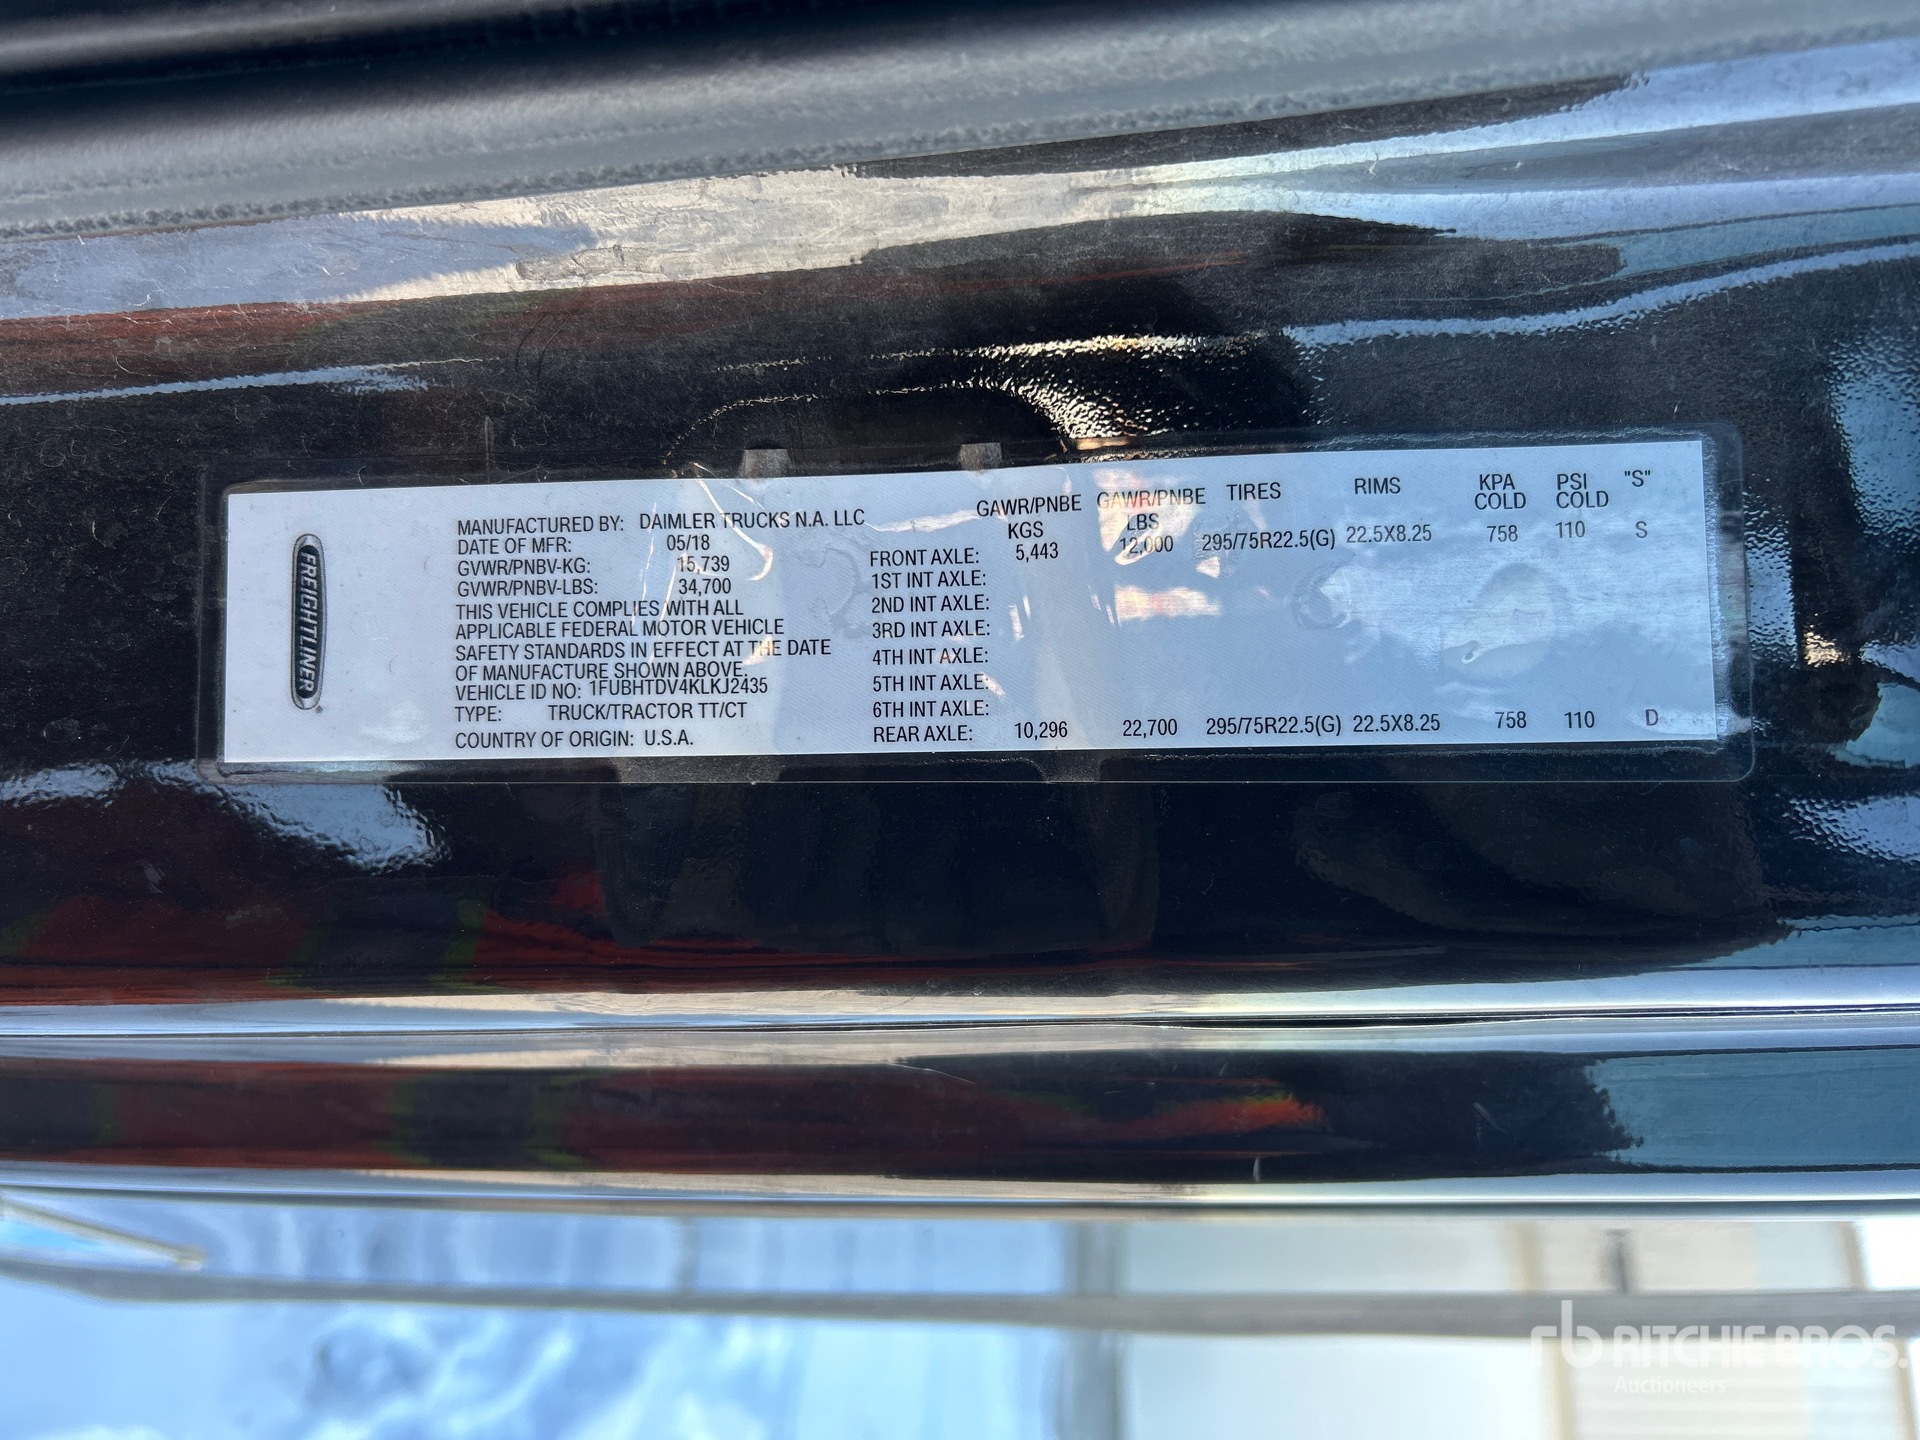 FREIGHTLINER®
MANUFACTURED BY: DAIMLER TRUCKS N.A. LLC
DATE OF MFR: 05/18
GVWR/PNBV-KG: 15,739
GVWR/PNBV-LBS: 34,700
THIS VEHICLE COMPLIES WITH ALL
APPLICABLE FEDERAL MOTOR VEHICLE
SAFETY STANDARDS IN EFFECT AT THE DATE
OF MANUFACTURE SHOWN ABOVE.
VEHICLE ID NO: 1FUBHTDV4KLKJ2435
TYPE: TRUCK/TRACTOR TT/CT
COUNTRY OF ORIGIN: U.S.A.
GAWR/PNBE GAWR/PNBE TIRES RIMS KPA PSI "S"
KGS LBS COLD COLD
FRONT AXLE: 5,443 12,000 295/75R22.5(G) 22.5X8.25 758 110 S
1ST INT AXLE:
2ND INT AXLE:
3RD INT AXLE:
4TH INT AXLE:
5TH INT AXLE:
6TH INT AXLE:
REAR AXLE: 10,296 22,700 295/75R22.5(G) 22.5X8.25 758 110 D
rb RITCHIE BROS.
Auctioneers